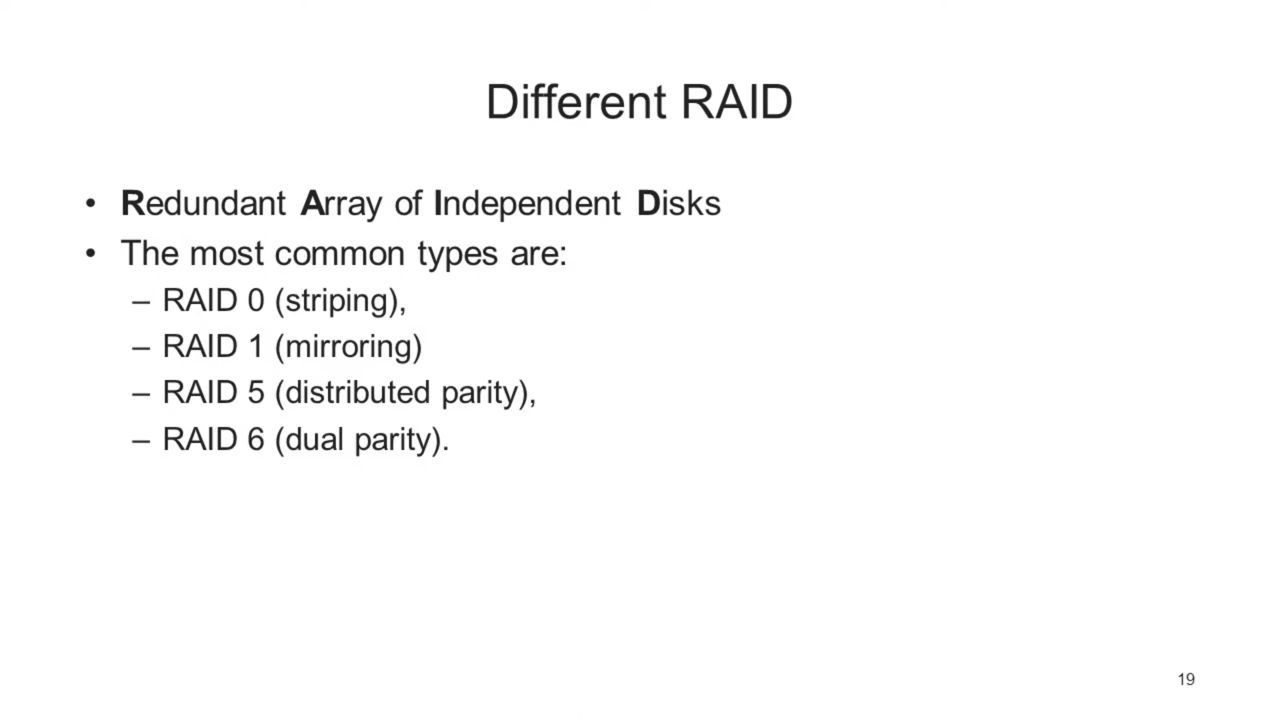 Different RAID
• Redundant Array of Independent Disks
• The most common types are:
– RAID 0 (striping),
– RAID 1 (mirroring)
– RAID 5 (distributed parity),
– RAID 6 (dual parity).
19